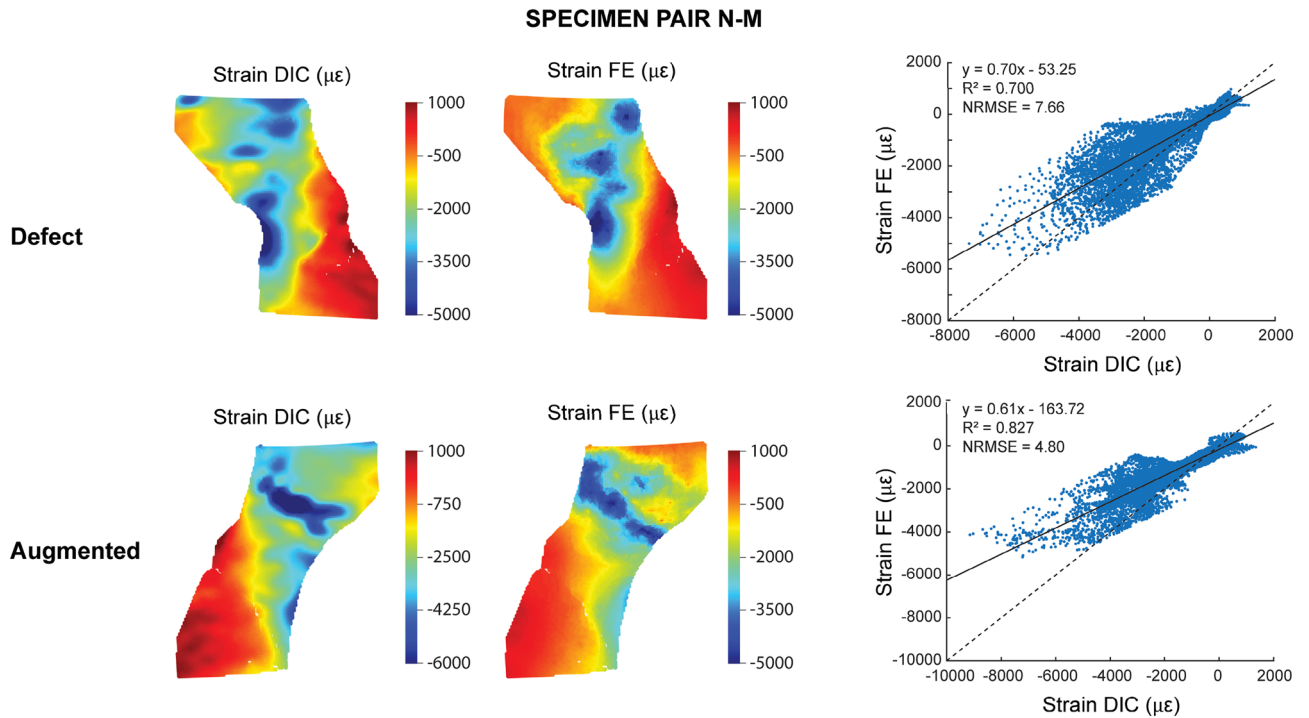 SPECIMEN PAIR N-M
Strain DIC (με)
Strain FE (με)
Defect
1000
-500
-2000
-3500
-5000
1000
-500
-2000
-3500
-5000
y = 0.70x - 53.25
R² = 0.700
NRMSE = 7.66
2000
0
-2000
-4000
-6000
-8000
Strain FE (με)
-8000 -6000 -4000 -2000 0 2000
Strain DIC (με)
Strain DIC (με)
Strain FE (με)
Augmented
1000
-750
-2500
-4250
-6000
1000
-500
-2000
-3500
-5000
y = 0.61x - 163.72
R² = 0.827
NRMSE = 4.80
2000
0
-2000
-4000
-6000
-8000
-10000
Strain FE (με)
-10000 -8000 -6000 -4000 -2000 0 2000
Strain DIC (με)